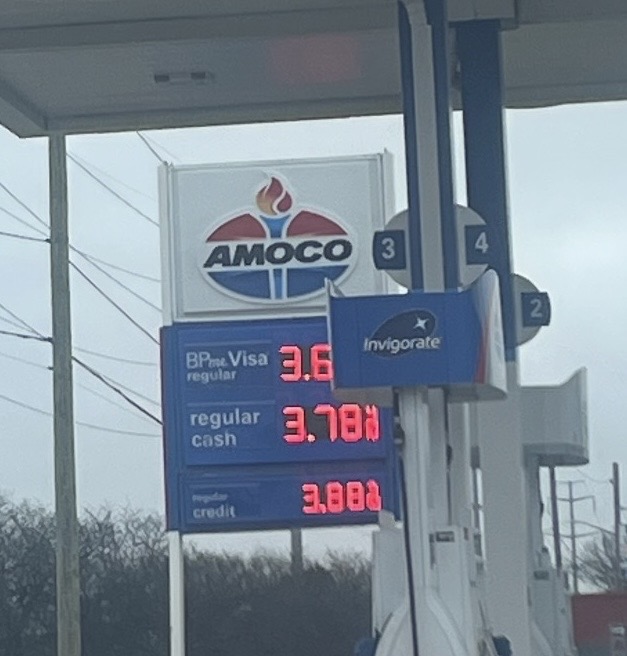 AMOCO
3
4
2
Invigorate
BPme Visa
regular
3.6
regular
cash
3.78
regular
credit
3.88